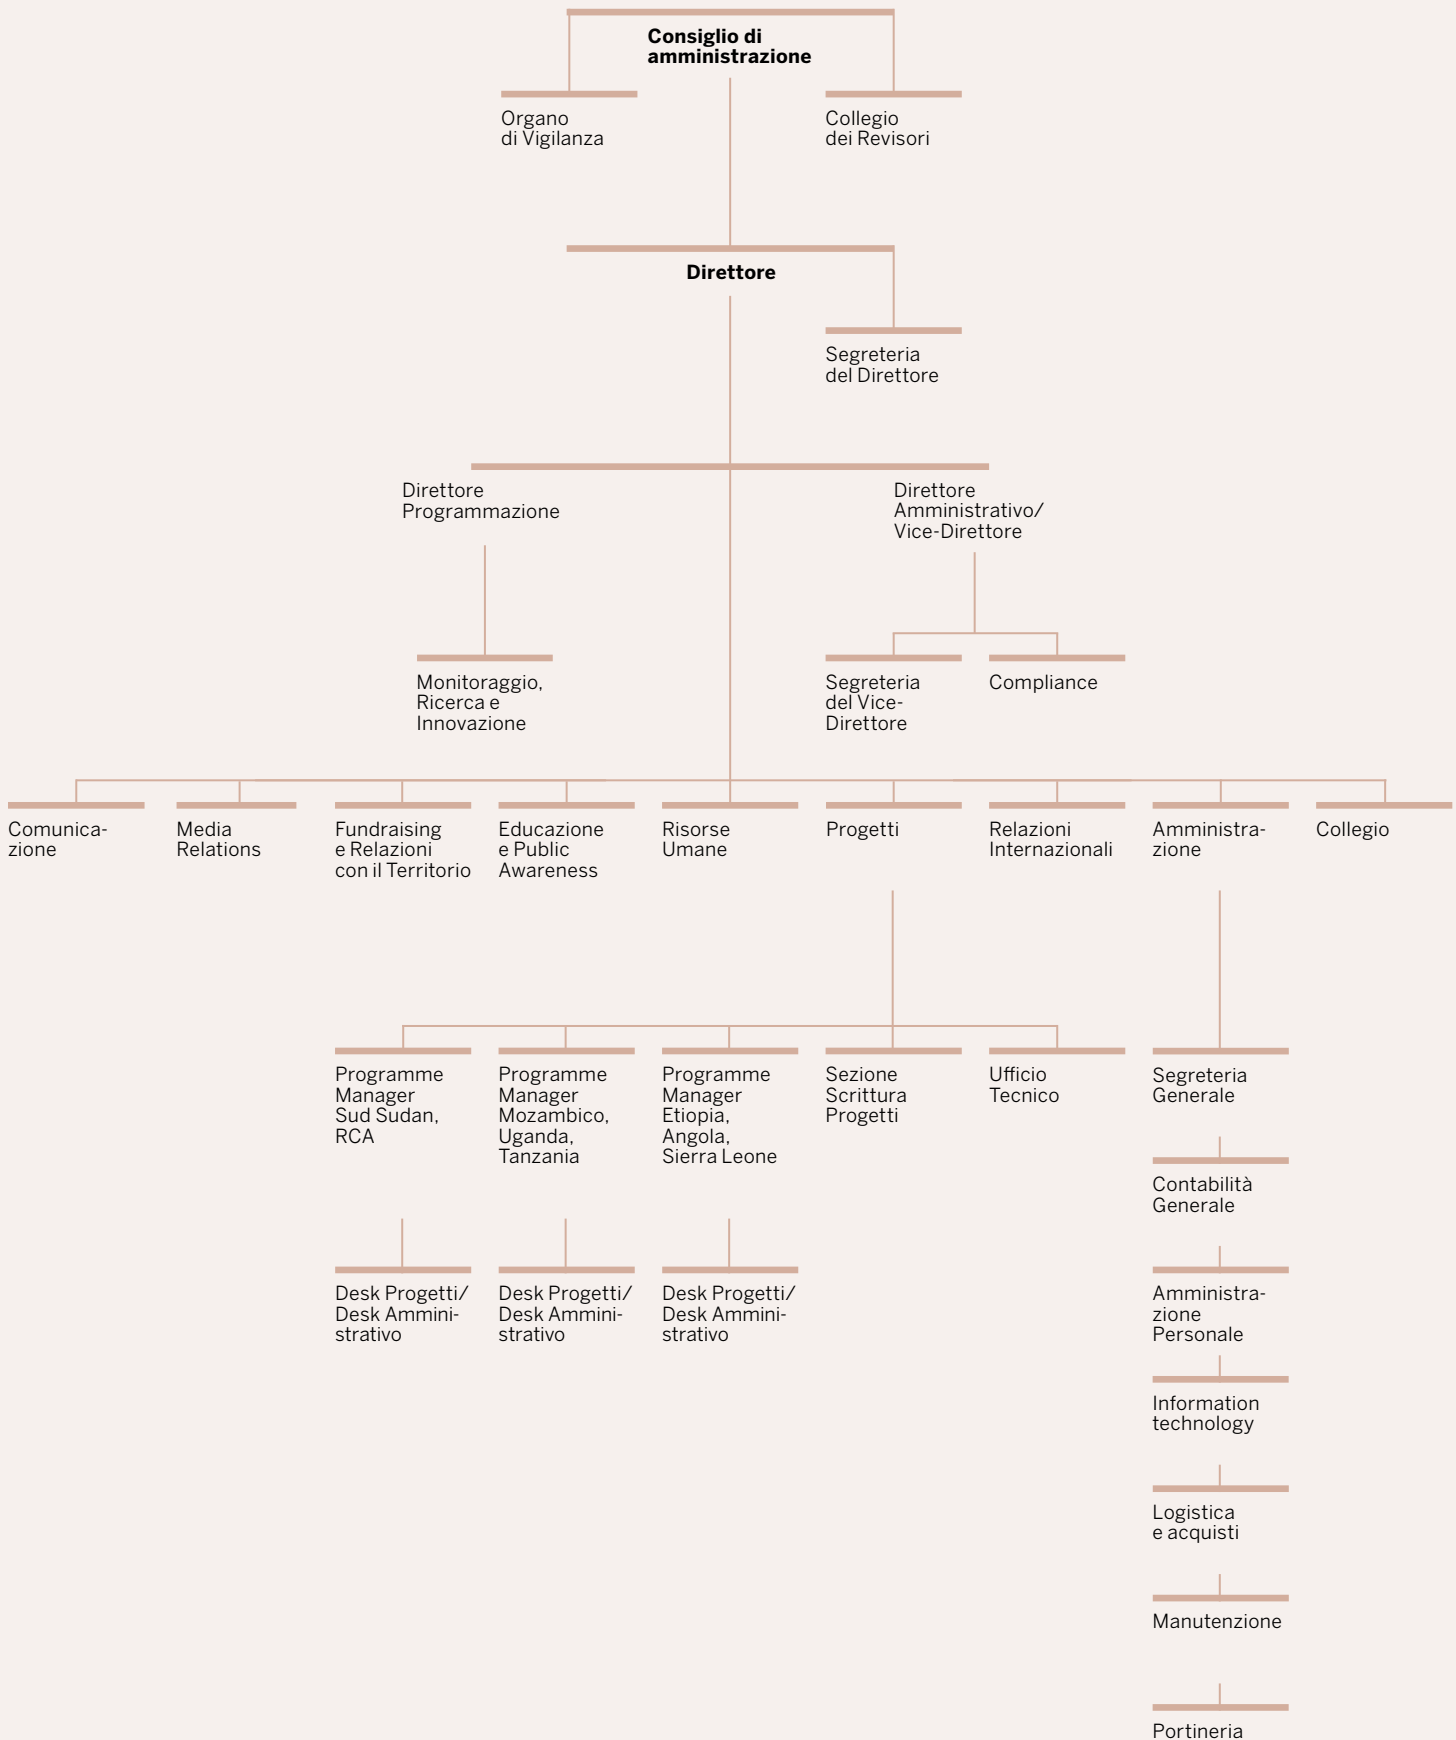 Consiglio di
amministrazione
Organo
di Vigilanza
Collegio
dei Revisori
Direttore
Segreteria
del Direttore
Direttore
Programmazione
Direttore
Amministrativo/
Vice-Direttore
Monitoraggio,
Ricerca e
Innovazione
Segreteria
del Vice-
Direttore
Compliance
Comunica-
zione
Media
Relations
Fundraising
e Relazioni
con il Territorio
Educazione
e Public
Awareness
Risorse
Umane
Progetti
Relazioni
Internazionali
Amministra-
zione
Collegio
Programme
Manager
Sud Sudan,
RCA
Programme
Manager
Mozambico,
Uganda,
Tanzania
Programme
Manager
Etiopia,
Angola,
Sierra Leone
Sezione
Scrittura
Progetti
Ufficio
Tecnico
Segreteria
Generale
Contabilità
Generale
Desk Progetti/
Desk Ammini-
strativo
Desk Progetti/
Desk Ammini-
strativo
Desk Progetti/
Desk Ammini-
strativo
Amministra-
zione
Personale
Information
technology
Logistica
e acquisti
Manutenzione
Portineria